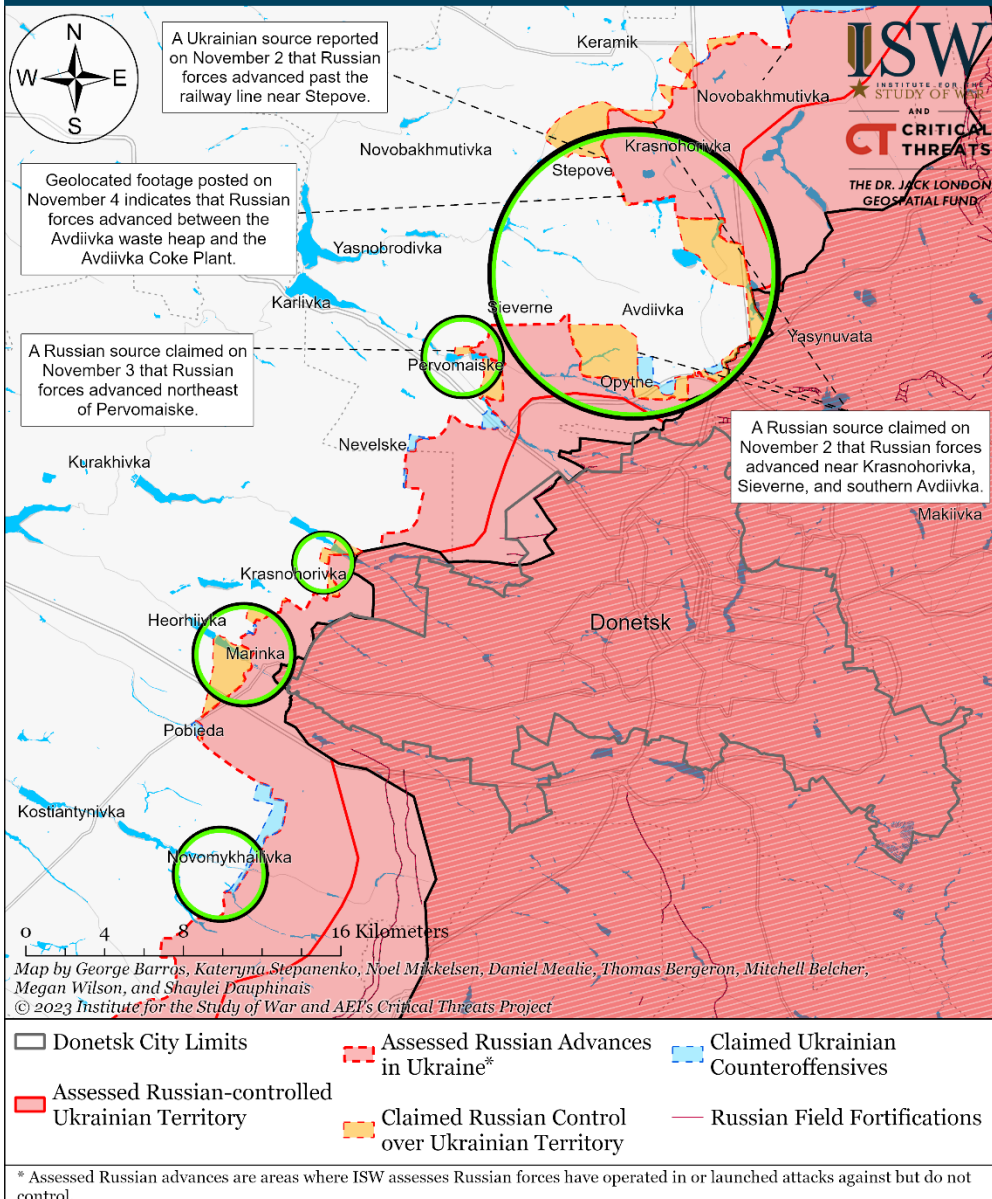 N
W
E
S
A Ukrainian source reported
on November 2 that Russian
forces advanced past the
railway line near Stepove.
Keramik
ISW
INSTITUTE FOR THE
STUDY OF WAR
AND
CT CRITICAL
THREATS
THE DR. JACK LONDON
GEOSPATIAL FUND
Novobakhmutivka
Novobakhmutivka
Krasnohorivka
Stepove
Geolocated footage posted on
November 4 indicates that Russian
forces advanced between the
Avdiivka waste heap and the
Avdiivka Coke Plant.
Yasnobrodivka
Karlivka
Sieverne
Avdiivka
Yasynuvata
A Russian source claimed on
November 3 that Russian
forces advanced northeast
of Pervomaiske.
Pervomaiske
Opytne
A Russian source claimed on
November 2 that Russian forces
advanced near Krasnohorivka,
Sieverne, and southern Avdiivka.
Nevelske
Kurakhivka
Makiivka
Krasnohorivka
Heorhiivka
Donetsk
Marinka
Pobieda
Kostiantynivka
Novomykhailivka
0 4 8 16 Kilometers
Map by George Barros, Kateryna Stepanenko, Noel Mikkelsen, Daniel Mealie, Thomas Bergeron, Mitchell Belcher,
Megan Wilson, and Shaylei Dauphinais
© 2023 Institute for the Study of War and AEI's Critical Threats Project
Donetsk City Limits
Assessed Russian-controlled
Ukrainian Territory
Assessed Russian Advances
in Ukraine*
Claimed Russian Control
over Ukrainian Territory
Claimed Ukrainian
Counteroffensives
Russian Field Fortifications
* Assessed Russian advances are areas where ISW assesses Russian forces have operated in or launched attacks against but do not
control.